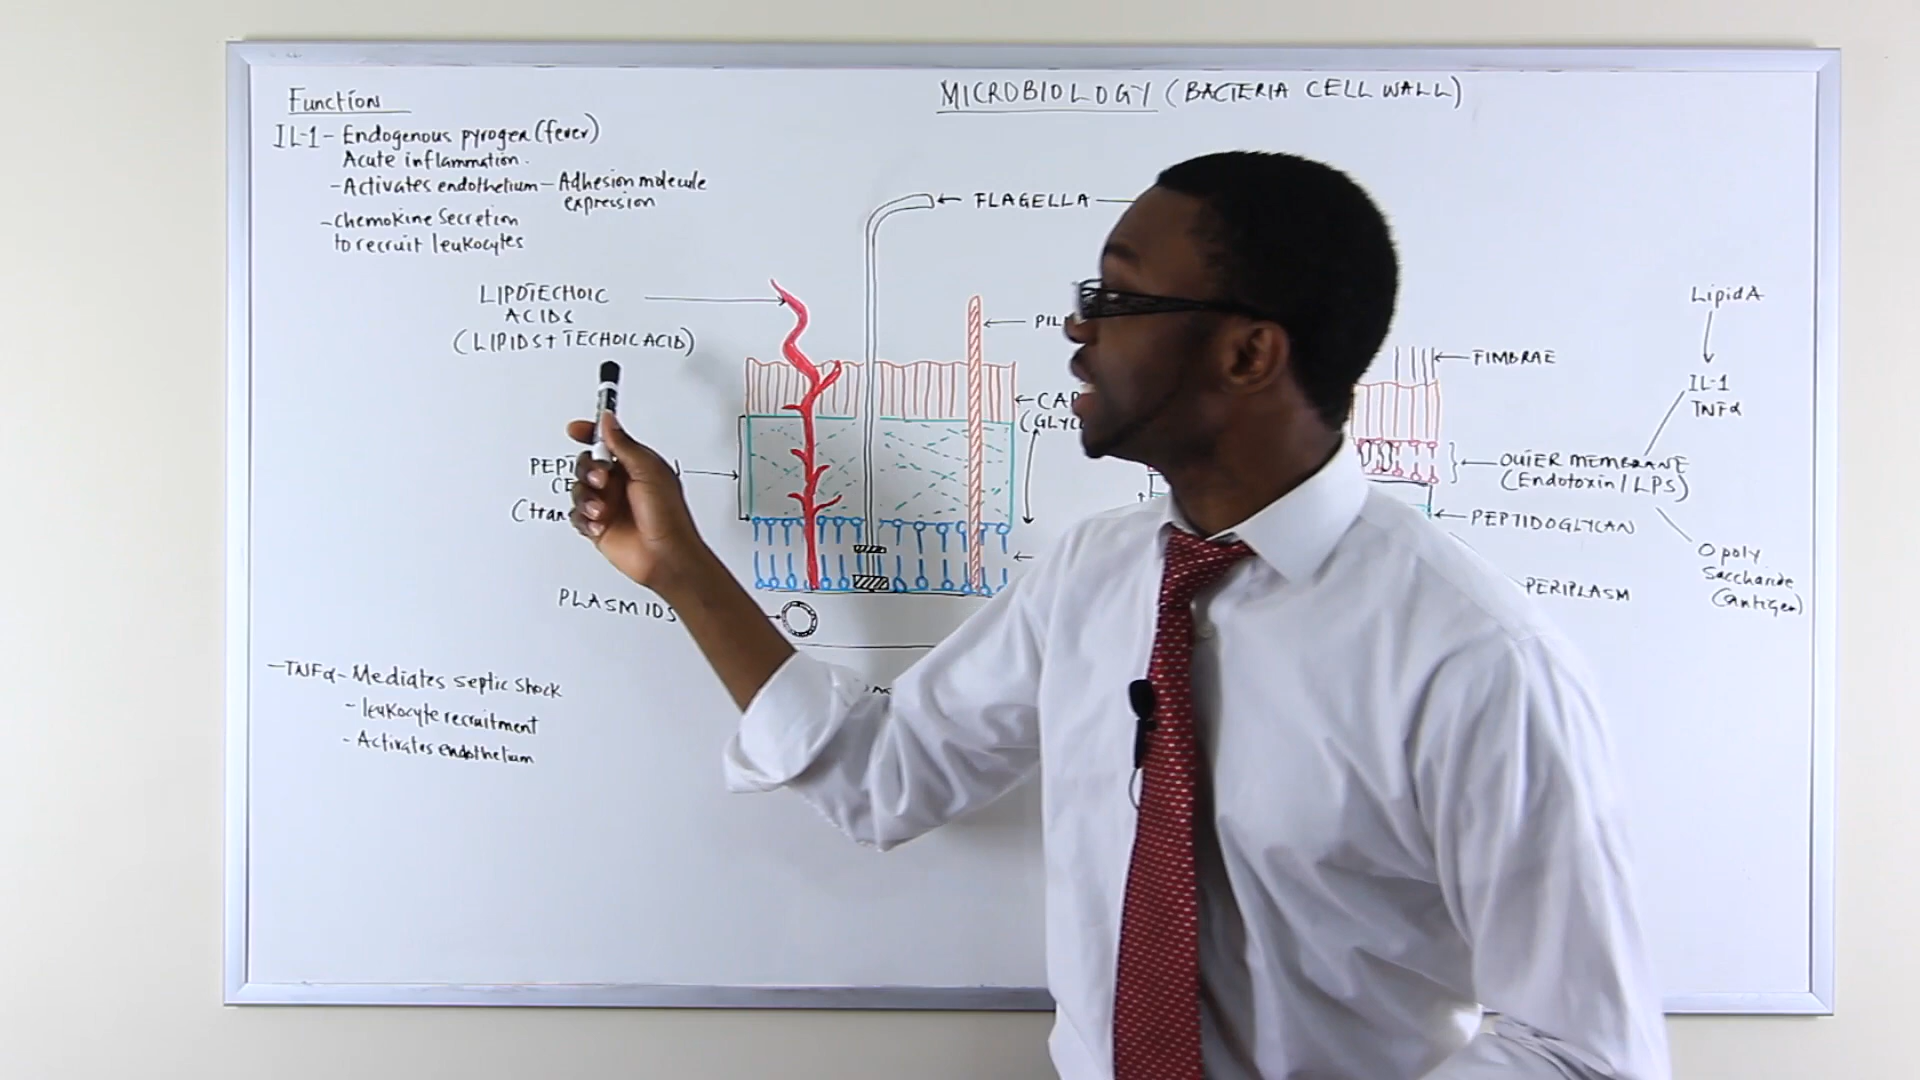 Function
IL-1 - Endogenous pyrogen (fever)
Acute inflammation.
- Activates endothelium - Adhesion molecule
expression
- Chemokine Secretion
to recruit leukocytes
MICROBIOLOGY (BACTERIA CELL WALL)
FLAGELLA
LIPOTECHOIC
ACIDS
(LIPIDS + TECHOIC ACID)
PLASMIDS
- TNFα - Mediates Septic Shock
- leukocyte recruitment
- Activates endothelium
FIMBRAE
OUTER MEMBRANE
(Endotoxin / LPS)
PEPTIDOGLYCAN
PERIPLASM
Lipid A
IL-1
TNFα
O poly
Saccharide
(antigen)